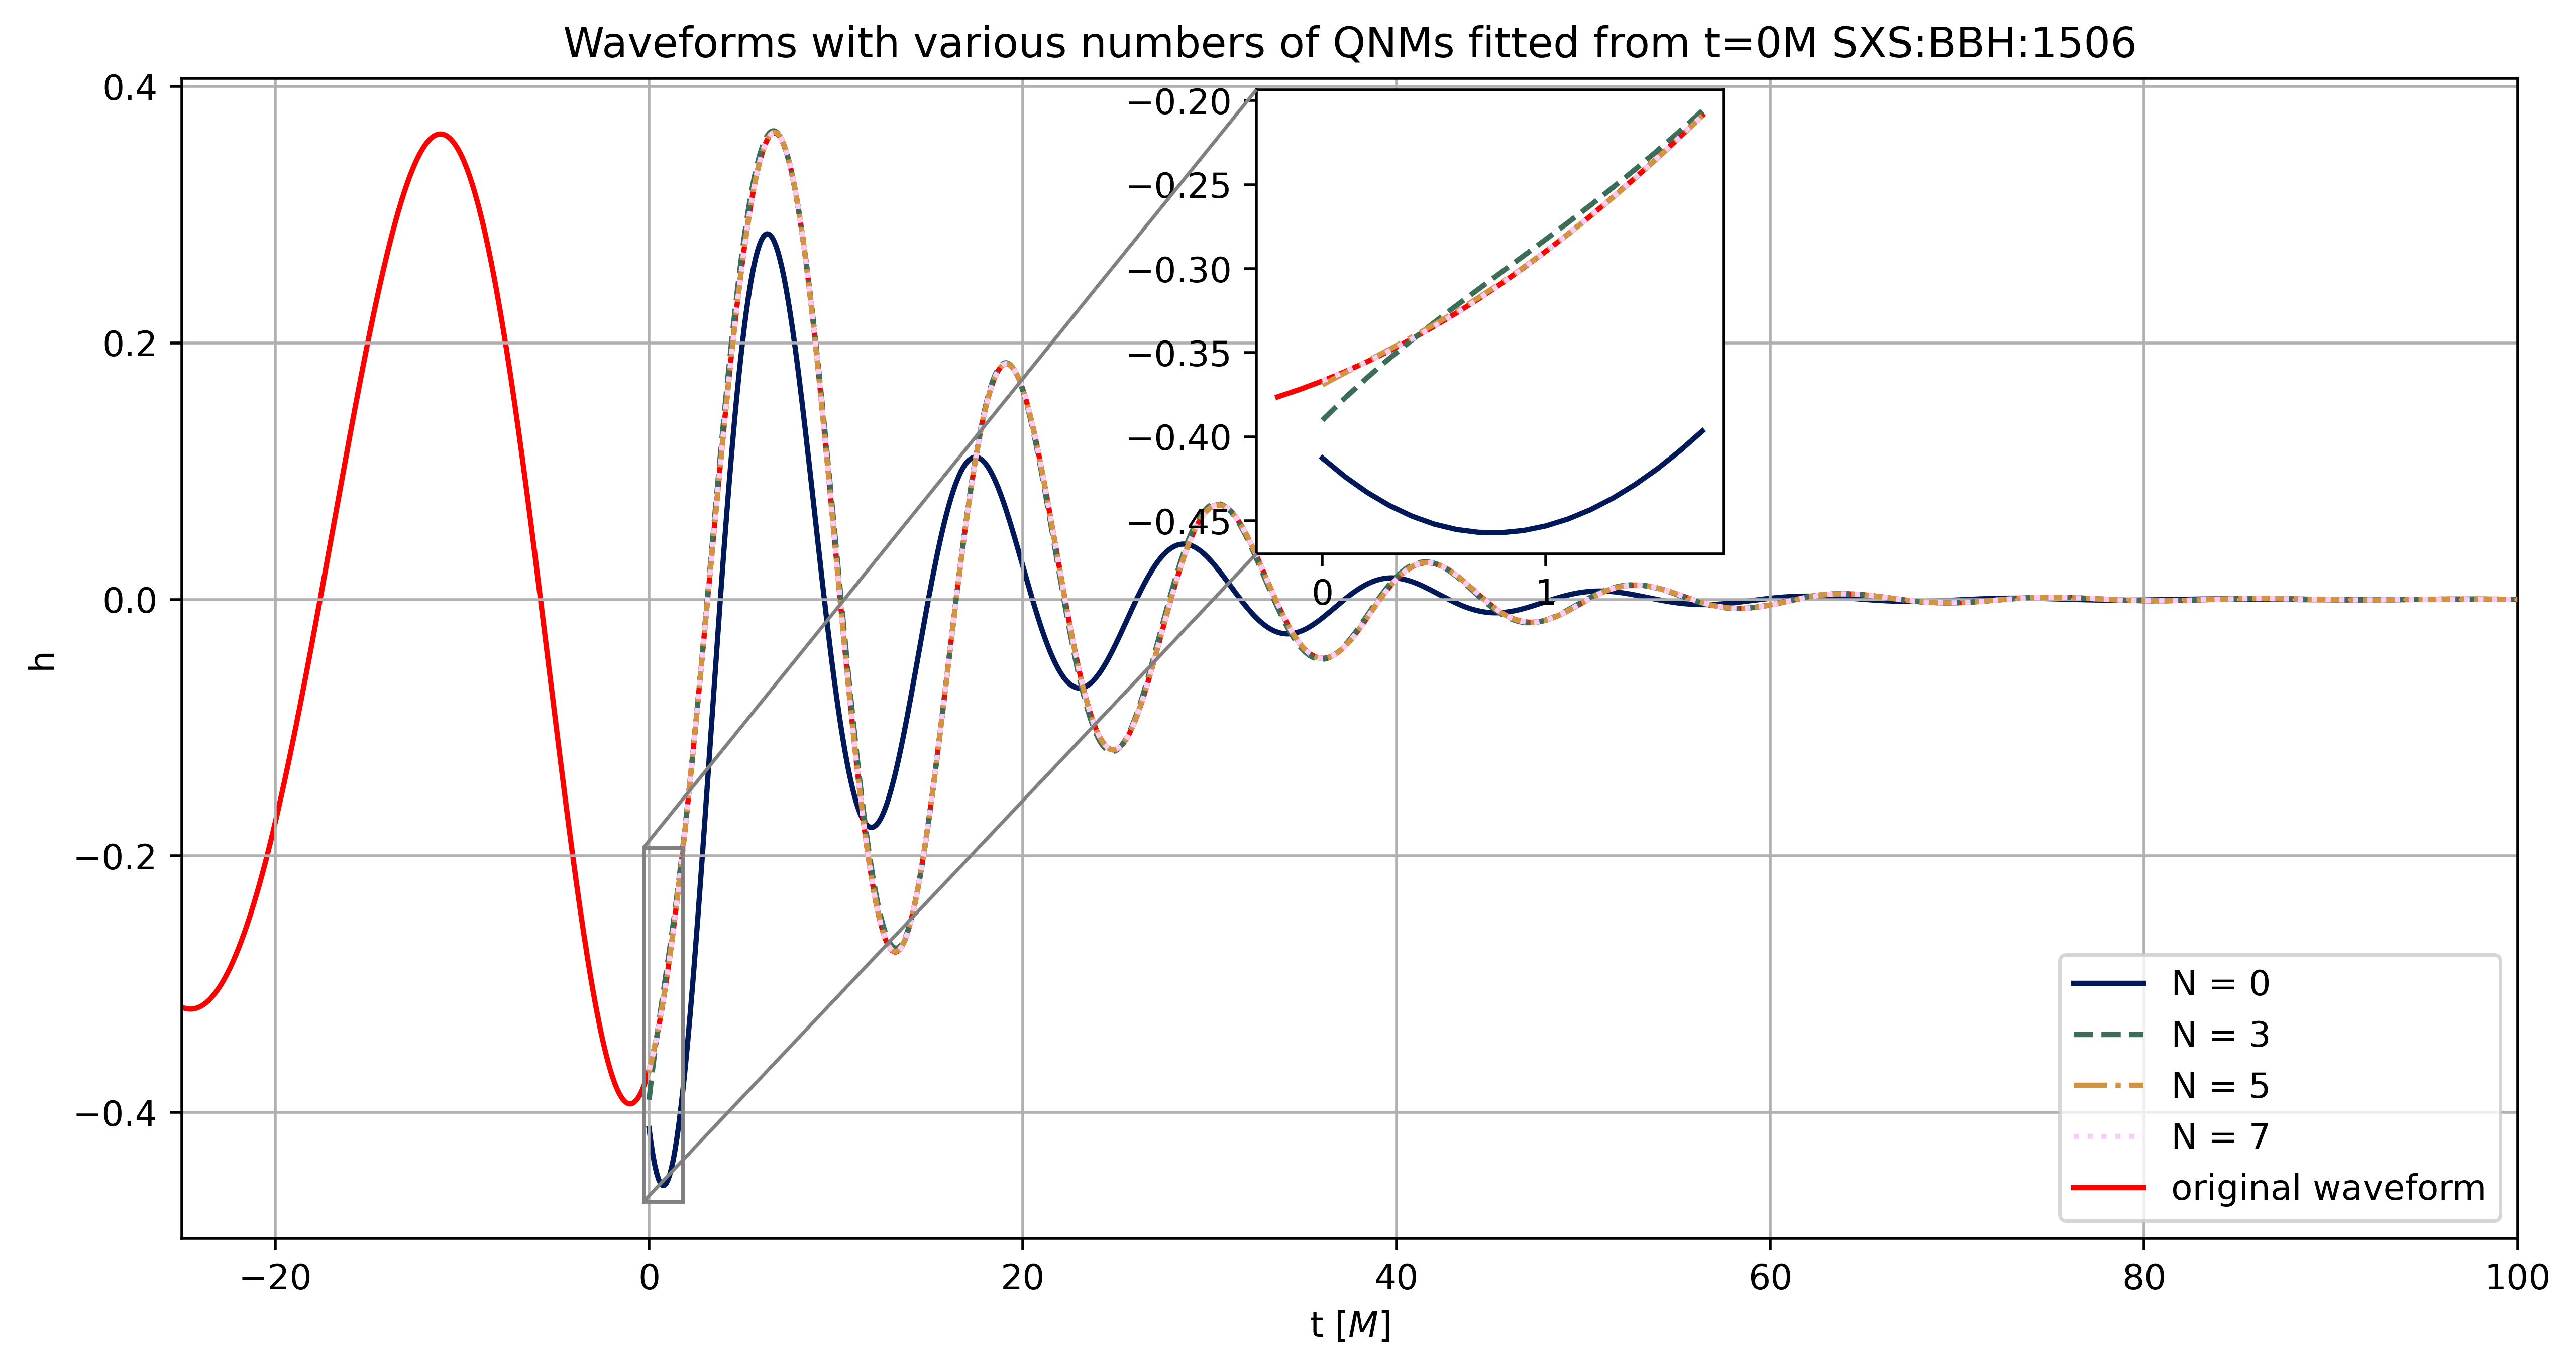 Waveforms with various numbers of QNMs fitted from t=0M SXS:BBH:1506
0.4
0.2
0.0
−0.2
−0.4
h
−0.20
−0.25
−0.30
−0.35
−0.40
−0.45
0 1
N = 0
N = 3
N = 5
N = 7
original waveform
−20 0 20 40 60 80 100
t [M]